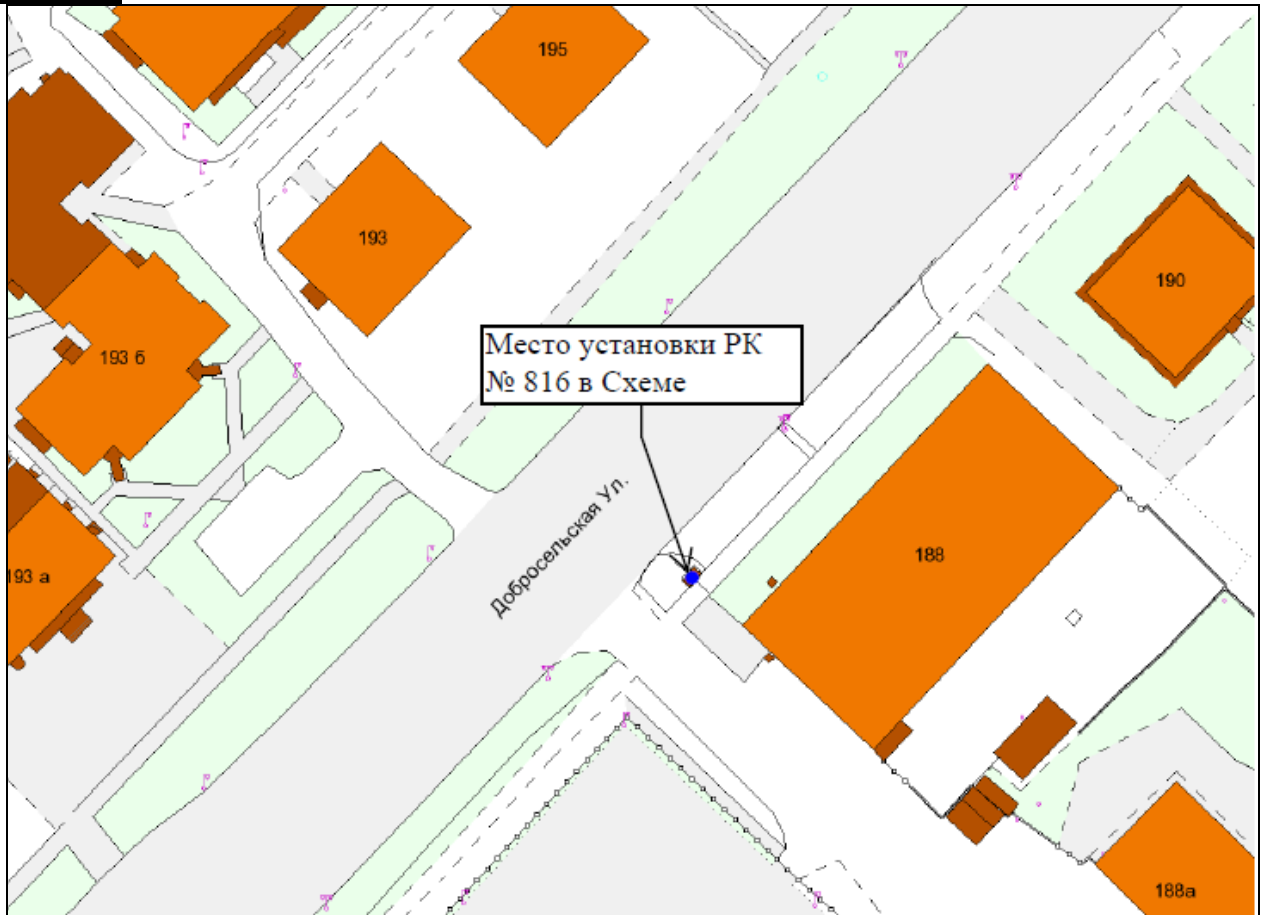 195
193
190
Место установки РК
№ 816 в Схеме
193 б
Добросельская Ул.
188
193 а
188а